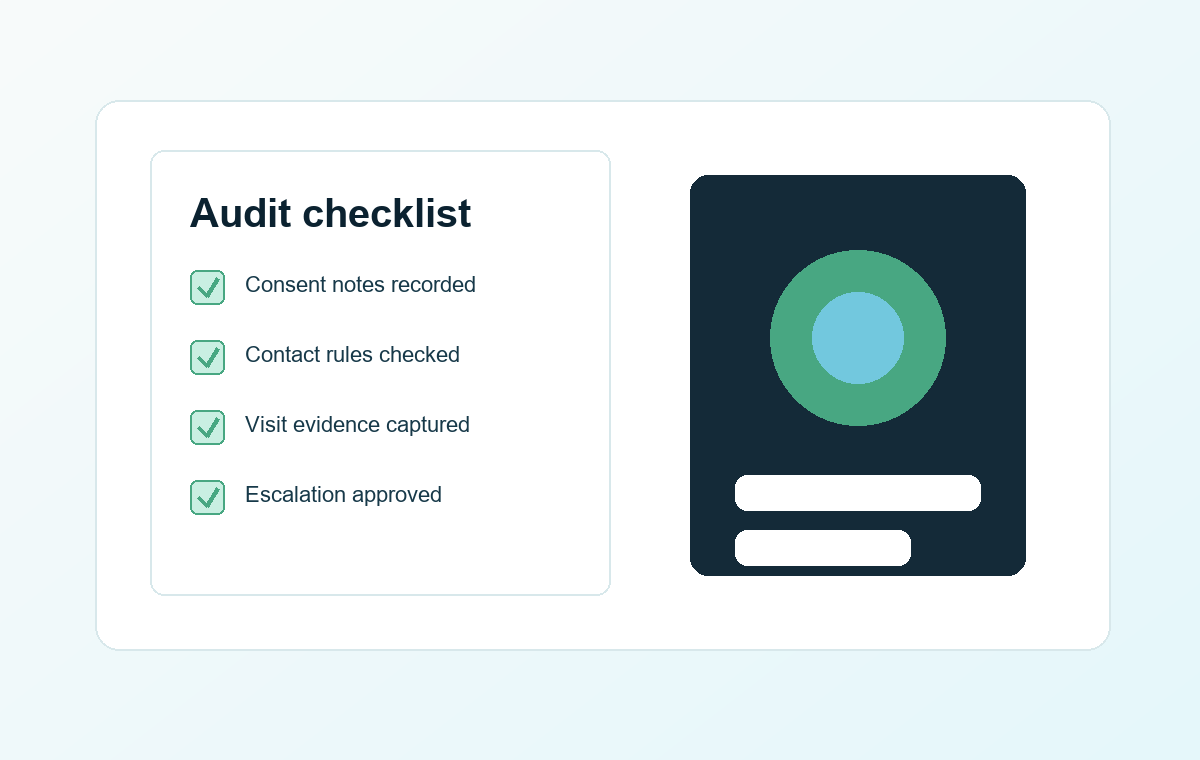 Audit checklist
Consent notes recorded
Contact rules checked
Visit evidence captured
Escalation approved